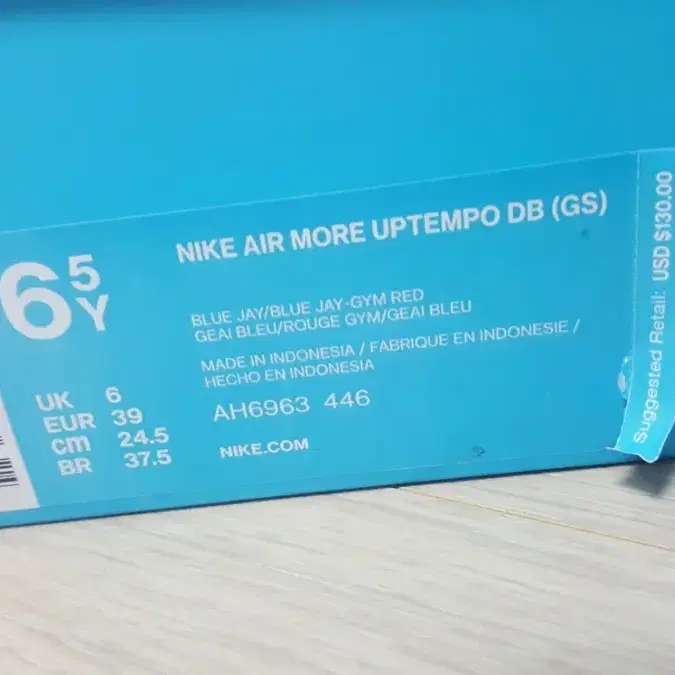 6 5 Y
NIKE AIR MORE UPTEMPO DB (GS)
BLUE JAY/BLUE JAY-GYM RED
GEAI BLEU/ROUGE GYM/GEAI BLEU
MADE IN INDONESIA / FABRIQUE EN INDONESIE /
HECHO EN INDONESIA
AH6963 446
NIKE.COM
UK 6
EUR 39
cm 24.5
BR 37.5
Suggested Retail: USD $130.00